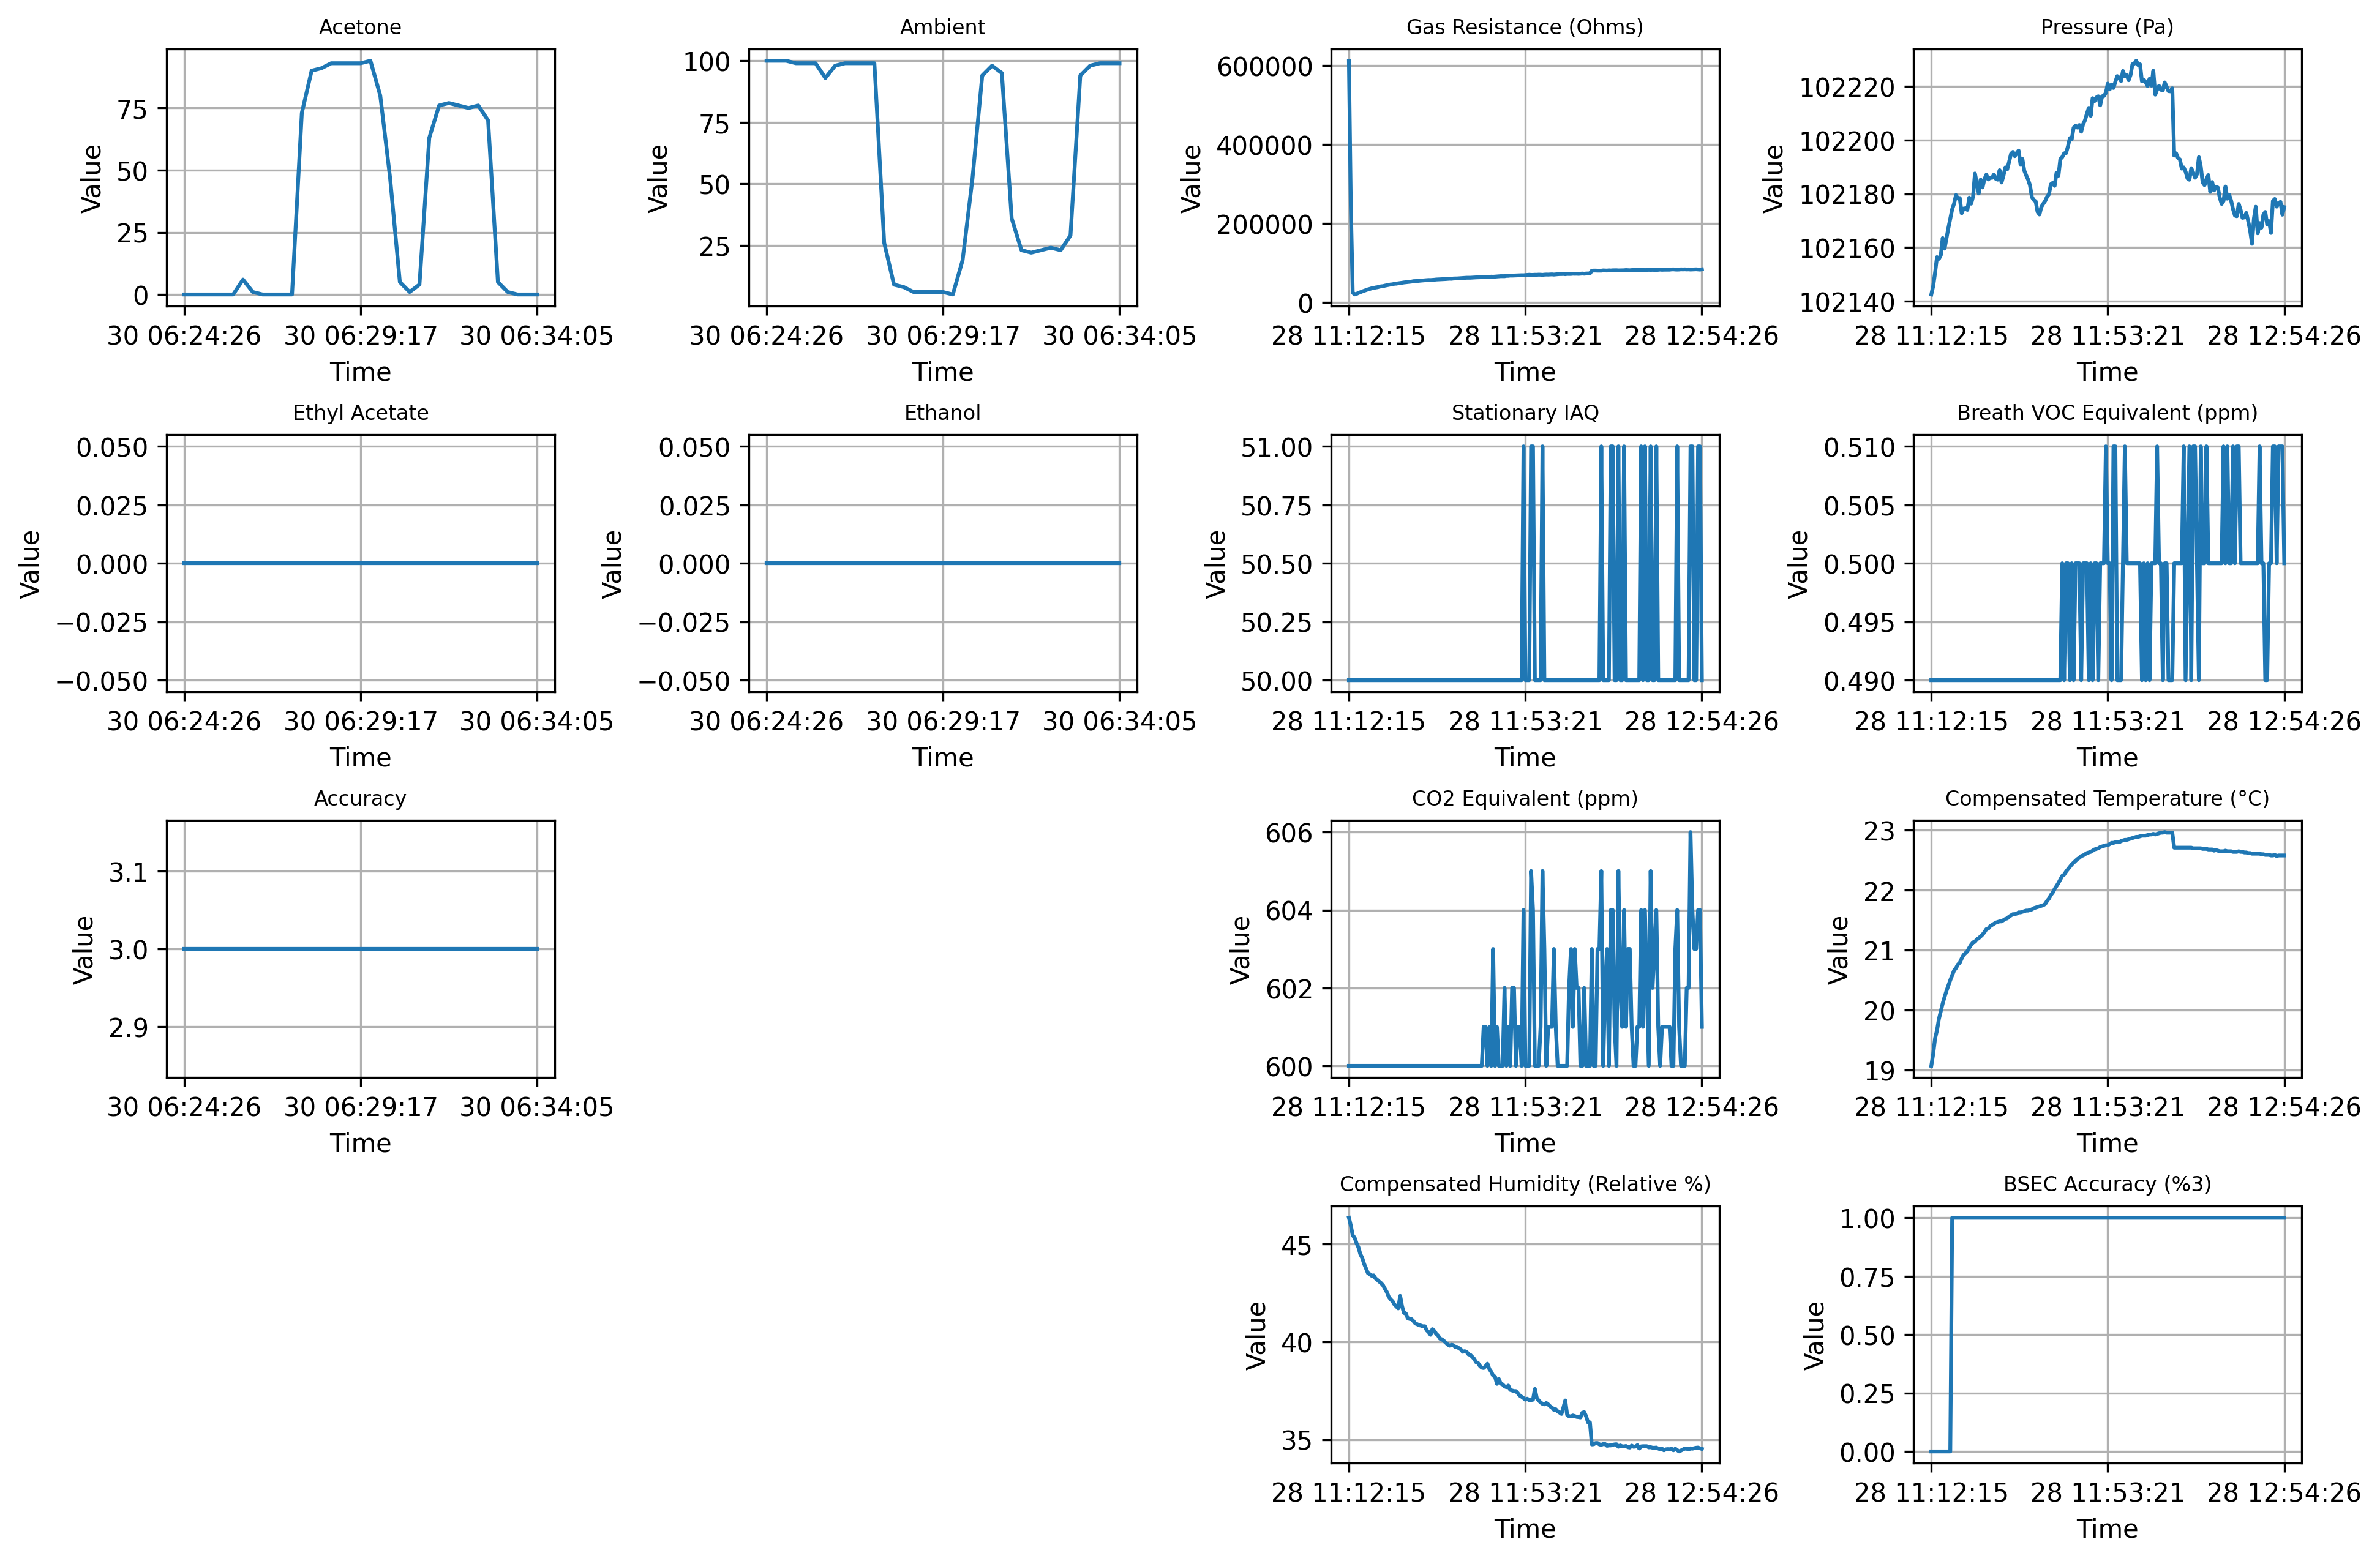 Acetone
Value
75
50
25
0
30 06:24:26 30 06:29:17 30 06:34:05
Time
Ambient
Value
100
75
50
25
30 06:24:26 30 06:29:17 30 06:34:05
Time
Gas Resistance (Ohms)
Value
600000
400000
200000
0
28 11:12:15 28 11:53:21 28 12:54:26
Time
Pressure (Pa)
Value
102220
102200
102180
102160
102140
28 11:12:15 28 11:53:21 28 12:54:26
Time
Ethyl Acetate
Value
0.050
0.025
0.000
−0.025
−0.050
30 06:24:26 30 06:29:17 30 06:34:05
Time
Ethanol
Value
0.050
0.025
0.000
−0.025
−0.050
30 06:24:26 30 06:29:17 30 06:34:05
Time
Stationary IAQ
Value
51.00
50.75
50.50
50.25
50.00
28 11:12:15 28 11:53:21 28 12:54:26
Time
Breath VOC Equivalent (ppm)
Value
0.510
0.505
0.500
0.495
0.490
28 11:12:15 28 11:53:21 28 12:54:26
Time
Accuracy
Value
3.1
3.0
2.9
30 06:24:26 30 06:29:17 30 06:34:05
Time
CO2 Equivalent (ppm)
Value
606
604
602
600
28 11:12:15 28 11:53:21 28 12:54:26
Time
Compensated Temperature (°C)
Value
23
22
21
20
19
28 11:12:15 28 11:53:21 28 12:54:26
Time
Compensated Humidity (Relative %)
Value
45
40
35
28 11:12:15 28 11:53:21 28 12:54:26
Time
BSEC Accuracy (%3)
Value
1.00
0.75
0.50
0.25
0.00
28 11:12:15 28 11:53:21 28 12:54:26
Time